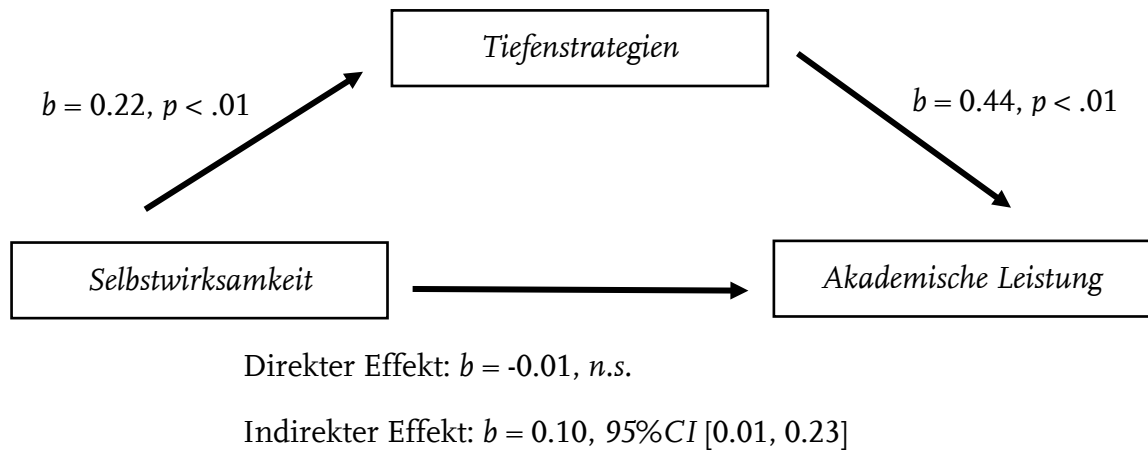 Tiefenstrategien
b = 0.22, p < .01
b = 0.44, p < .01
Selbstwirksamkeit
Akademische Leistung
Direkter Effekt: b = -0.01, n.s.
Indirekter Effekt: b = 0.10, 95%CI [0.01, 0.23]